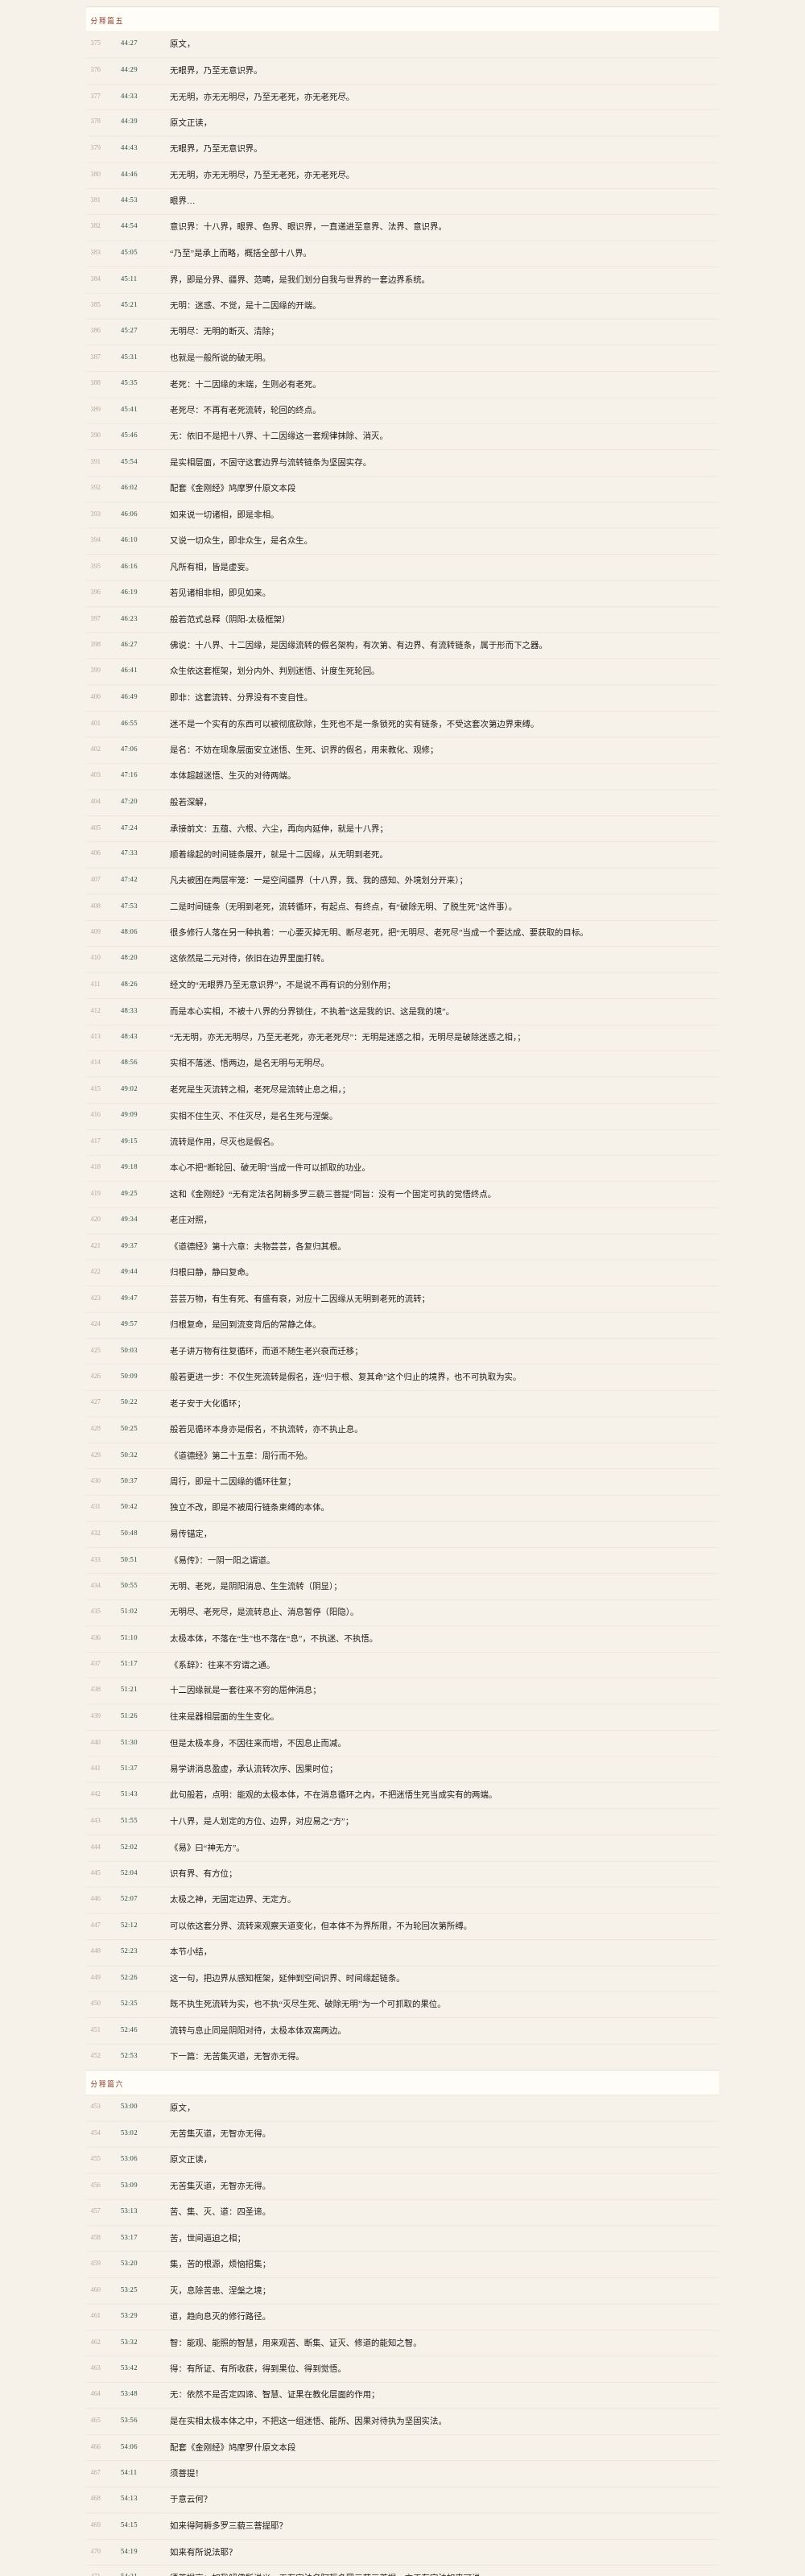 分释篇五
375 44:27 原文，
376 44:29 无眼界，乃至无意识界。
377 44:33 无无明，亦无无明尽，乃至无老死，亦无老死尽。
378 44:39 原文正读，
379 44:43 无眼界，乃至无意识界。
380 44:46 无无明，亦无无明尽，乃至无老死，亦无老死尽。
381 44:53 眼界…
382 44:54 意识界：十八界，眼界、色界、眼识界，一直递进至意界、法界、意识界。
383 45:05 “乃至”是承上而略，概括全部十八界。
384 45:11 界，即是分界、疆界、范畴，是我们划分自我与世界的一套边界系统。
385 45:21 无明：迷惑、不觉，是十二因缘的开端。
386 45:27 无明尽：无明的断灭、清除；
387 45:31 也就是一般所说的破无明。
388 45:35 老死：十二因缘的末端，生则必有老死。
389 45:41 老死尽：不再有老死流转，轮回的终点。
390 45:46 无：依旧不是把十八界、十二因缘这一套规律抹除、消灭。
391 45:54 是实相层面，不固守这套边界与流转链条为坚固实存。
392 46:02 配套《金刚经》鸠摩罗什原文本段
393 46:06 如来说一切诸相，即是非相。
394 46:10 又说一切众生，即非众生，是名众生。
395 46:16 凡所有相，皆是虚妄。
396 46:19 若见诸相非相，即见如来。
397 46:23 般若范式总释（阴阳-太极框架）
398 46:27 佛说：十八界、十二因缘，是因缘流转的假名架构，有次第、有边界、有流转链条，属于形而下之器。
399 46:41 众生依这套框架，划分内外、判别迷悟、计度生死轮回。
400 46:49 即非：这套流转、分界没有不变自性。
401 46:55 迷不是一个实有的东西可以被彻底砍除，生死也不是一条锁死的实有链条，不受这套次第边界束缚。
402 47:06 是名：不妨在现象层面安立迷悟、生死、识界的假名，用来教化、观修；
403 47:16 本体超越迷悟、生灭的对待两端。
404 47:20 般若深解，
405 47:24 承接前文：五蕴、六根、六尘，再向内延伸，就是十八界；
406 47:33 顺着缘起的时间链条展开，就是十二因缘，从无明到老死。
407 47:42 凡夫被困在两层牢笼：一是空间疆界（十八界，我、我的感知、外境划分开来）；
408 47:53 二是时间链条（无明到老死，流转循环，有起点、有终点，有“破除无明、了脱生死”这件事）。
409 48:06 很多修行人落在另一种执着：一心要灭掉无明、断尽老死，把“无明尽、老死尽”当成一个要达成、要获取的目标。
410 48:20 这依然是二元对待，依旧在边界里面打转。
411 48:26 经文的“无眼界乃至无意识界”，不是说不再有识的分别作用；
412 48:33 而是本心实相，不被十八界的分界锁住，不执着“这是我的识、这是我的境”。
413 48:43 “无无明，亦无无明尽，乃至无老死，亦无老死尽”：无明是迷惑之相，无明尽是破除迷惑之相，；
414 48:56 实相不落迷、悟两边，是名无明与无明尽。
415 49:02 老死是生灭流转之相，老死尽是流转止息之相，；
416 49:09 实相不住生灭、不住灭尽，是名生死与涅槃。
417 49:15 流转是作用，尽灭也是假名。
418 49:18 本心不把“断轮回、破无明”当成一件可以抓取的功业。
419 49:25 这和《金刚经》“无有定法名阿耨多罗三藐三菩提”同旨：没有一个固定可执的觉悟终点。
420 49:34 老庄对照，
421 49:37 《道德经》第十六章：夫物芸芸，各复归其根。
422 49:44 归根曰静，静曰复命。
423 49:47 芸芸万物，有生有死、有盛有衰，对应十二因缘从无明到老死的流转；
424 49:57 归根复命，是回到流变背后的常静之体。
425 50:03 老子讲万物有往复循环，而道不随生老兴衰而迁移；
426 50:09 般若更进一步：不仅生死流转是假名，连“归于根、复其命”这个归止的境界，也不可执取为实。
427 50:22 老子安于大化循环；
428 50:25 般若见循环本身亦是假名，不执流转，亦不执止息。
429 50:32 《道德经》第二十五章：周行而不殆。
430 50:37 周行，即是十二因缘的循环往复；
431 50:42 独立不改，即是不被周行链条束缚的本体。
432 50:48 易传锚定，
433 50:51 《易传》：一阴一阳之谓道。
434 50:55 无明、老死，是阴阳消息、生生流转（阴显）；
435 51:02 无明尽、老死尽，是流转息止、消息暂停（阳隐）。
436 51:10 太极本体，不落在“生”也不落在“息”，不执迷、不执悟。
437 51:17 《系辞》：往来不穷谓之通。
438 51:21 十二因缘就是一套往来不穷的屈伸消息；
439 51:26 往来是器相层面的生生变化。
440 51:30 但是太极本身，不因往来而增，不因息止而减。
441 51:37 易学讲消息盈虚，承认流转次序、因果时位；
442 51:43 此句般若，点明：能观的太极本体，不在消息循环之内，不把迷悟生死当成实有的两端。
443 51:55 十八界，是人划定的方位、边界，对应易之“方”；
444 52:02 《易》曰“神无方”。
445 52:04 识有界、有方位；
446 52:07 太极之神，无固定边界、无定方。
447 52:12 可以依这套分界、流转来观察天道变化，但本体不为界所限，不为轮回次第所缚。
448 52:23 本节小结，
449 52:26 这一句，把边界从感知框架，延伸到空间识界、时间缘起链条。
450 52:35 既不执生死流转为实，也不执“灭尽生死、破除无明”为一个可抓取的果位。
451 52:46 流转与息止同是阴阳对待，太极本体双离两边。
452 52:53 下一篇：无苦集灭道，无智亦无得。
分释篇六
453 53:00 原文，
454 53:02 无苦集灭道，无智亦无得。
455 53:06 原文正读，
456 53:09 无苦集灭道，无智亦无得。
457 53:13 苦、集、灭、道：四圣谛。
458 53:17 苦，世间逼迫之相；
459 53:20 集，苦的根源，烦恼招集；
460 53:25 灭，息除苦患、涅槃之境；
461 53:29 道，趋向息灭的修行路径。
462 53:32 智：能观、能照的智慧，用来观苦、断集、证灭、修道的能知之智。
463 53:42 得：有所证、有所收获，得到果位、得到觉悟。
464 53:48 无：依然不是否定四谛、智慧、证果在教化层面的作用；
465 53:56 是在实相太极本体之中，不把这一组迷悟、能所、因果对待执为坚固实法。
466 54:06 配套《金刚经》鸠摩罗什原文本段
467 54:11 须菩提！
468 54:13 于意云何？
469 54:15 如来得阿耨多罗三藐三菩提耶？
470 54:19 如来有所说法耶？